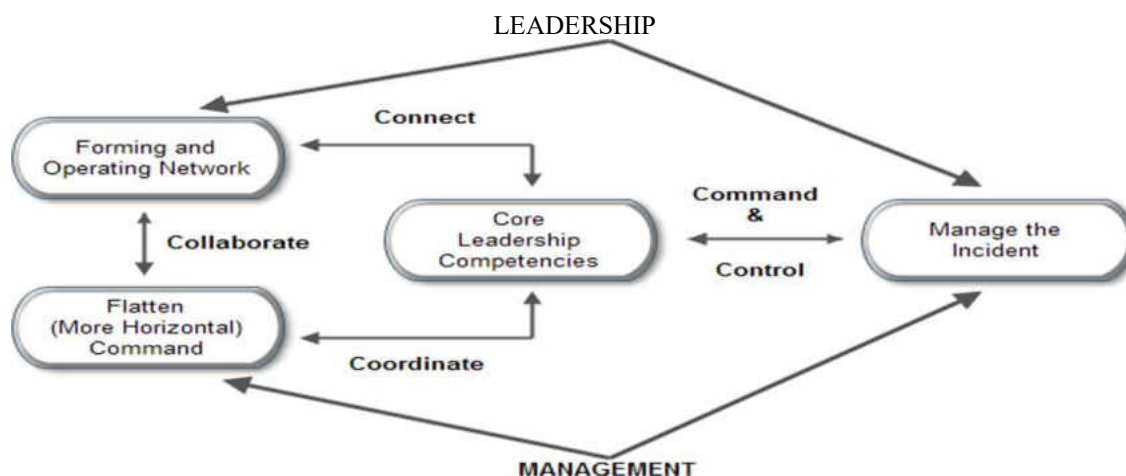 LEADERSHIP
Connect
Forming and
Operating Network
Command
&
Control
Core
Leadership
Competencies
Manage the
Incident
Collaborate
Flatten
(More Horizontal)
Command
Coordinate
MANAGEMENT